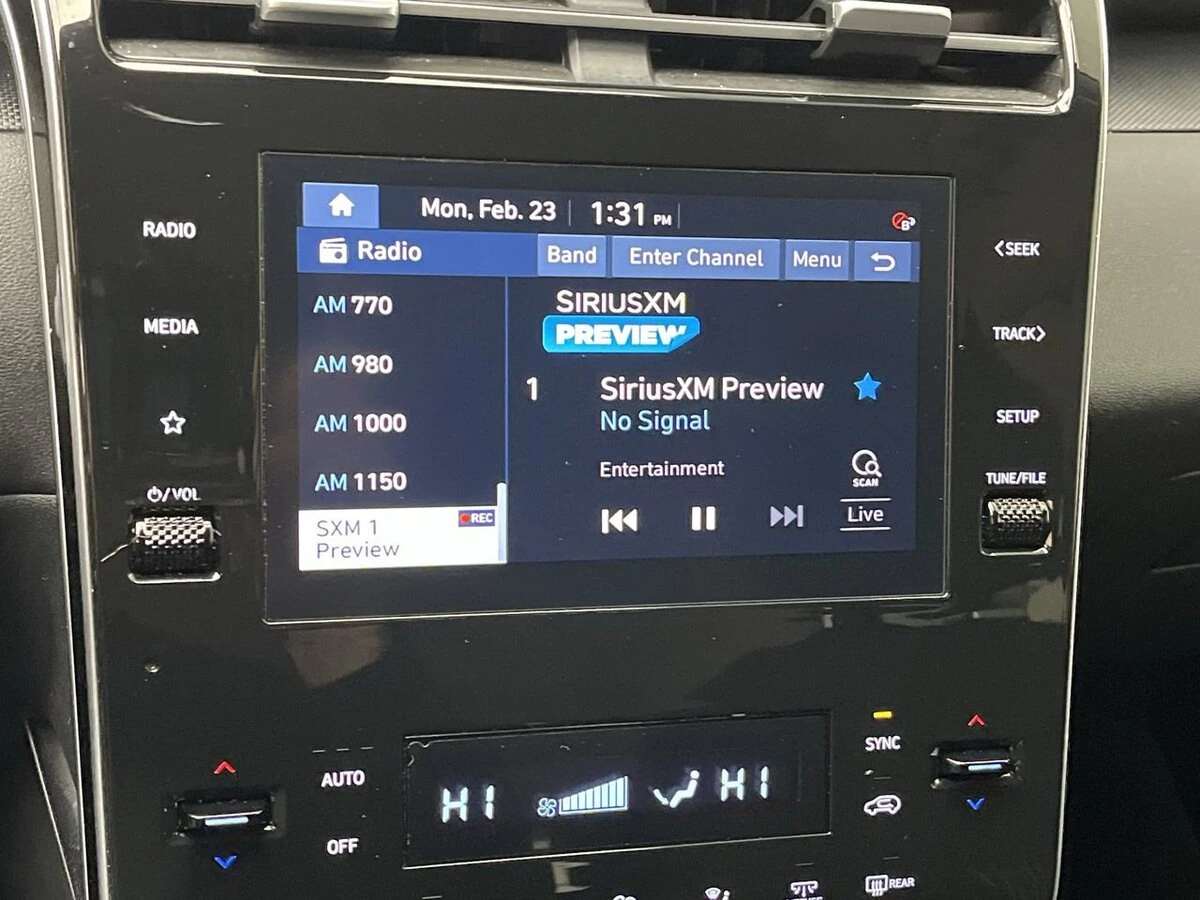 Mon, Feb. 23 1:31 PM
B
RADIO
Radio
Band
Enter Channel
Menu
<SEEK
AM 770
SIRIUSXM
PREVIEW
MEDIA
TRACK>
AM 980
1
SiriusXM Preview
No Signal
AM 1000
SETUP
Entertainment
SCAN
AM 1150
TUNE/FILE
/VOL
SXM 1
REC
Preview
Live
AUTO
SYNC
HI
HI
OFF
REAR